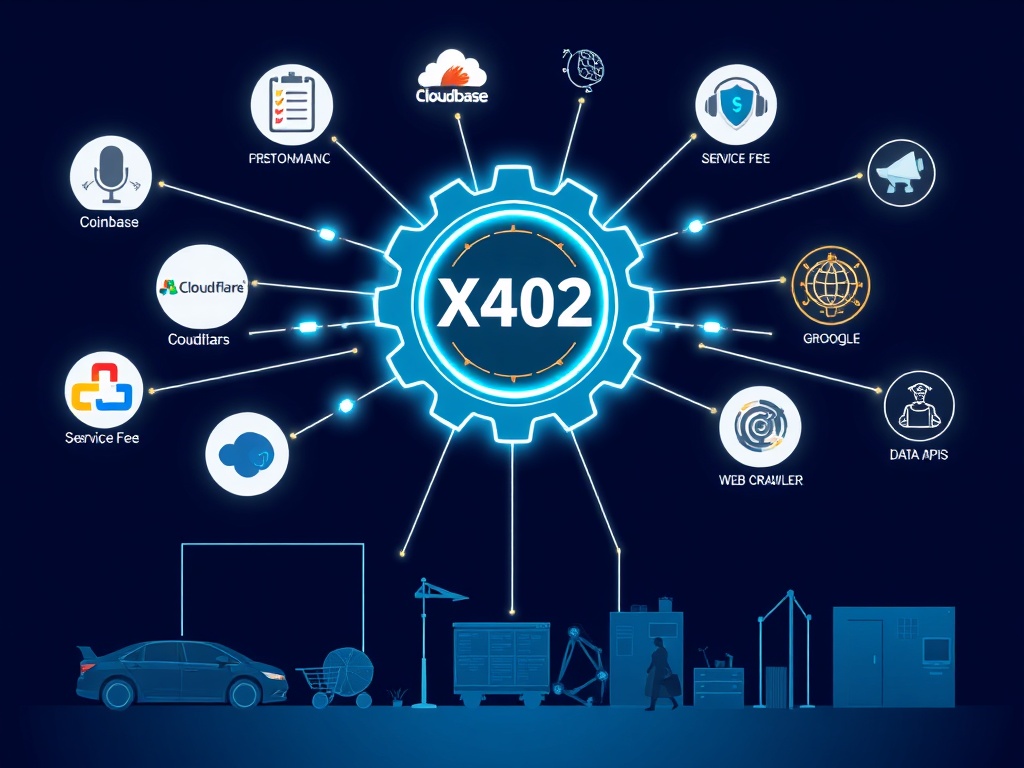 Cloudbase
PRSTONMANC
SERVICE FEE
Coinbase
Cloudflare
Coudflars
X402
GROOGLE
Service Fee
WEB CRAWLER
DATA APIS